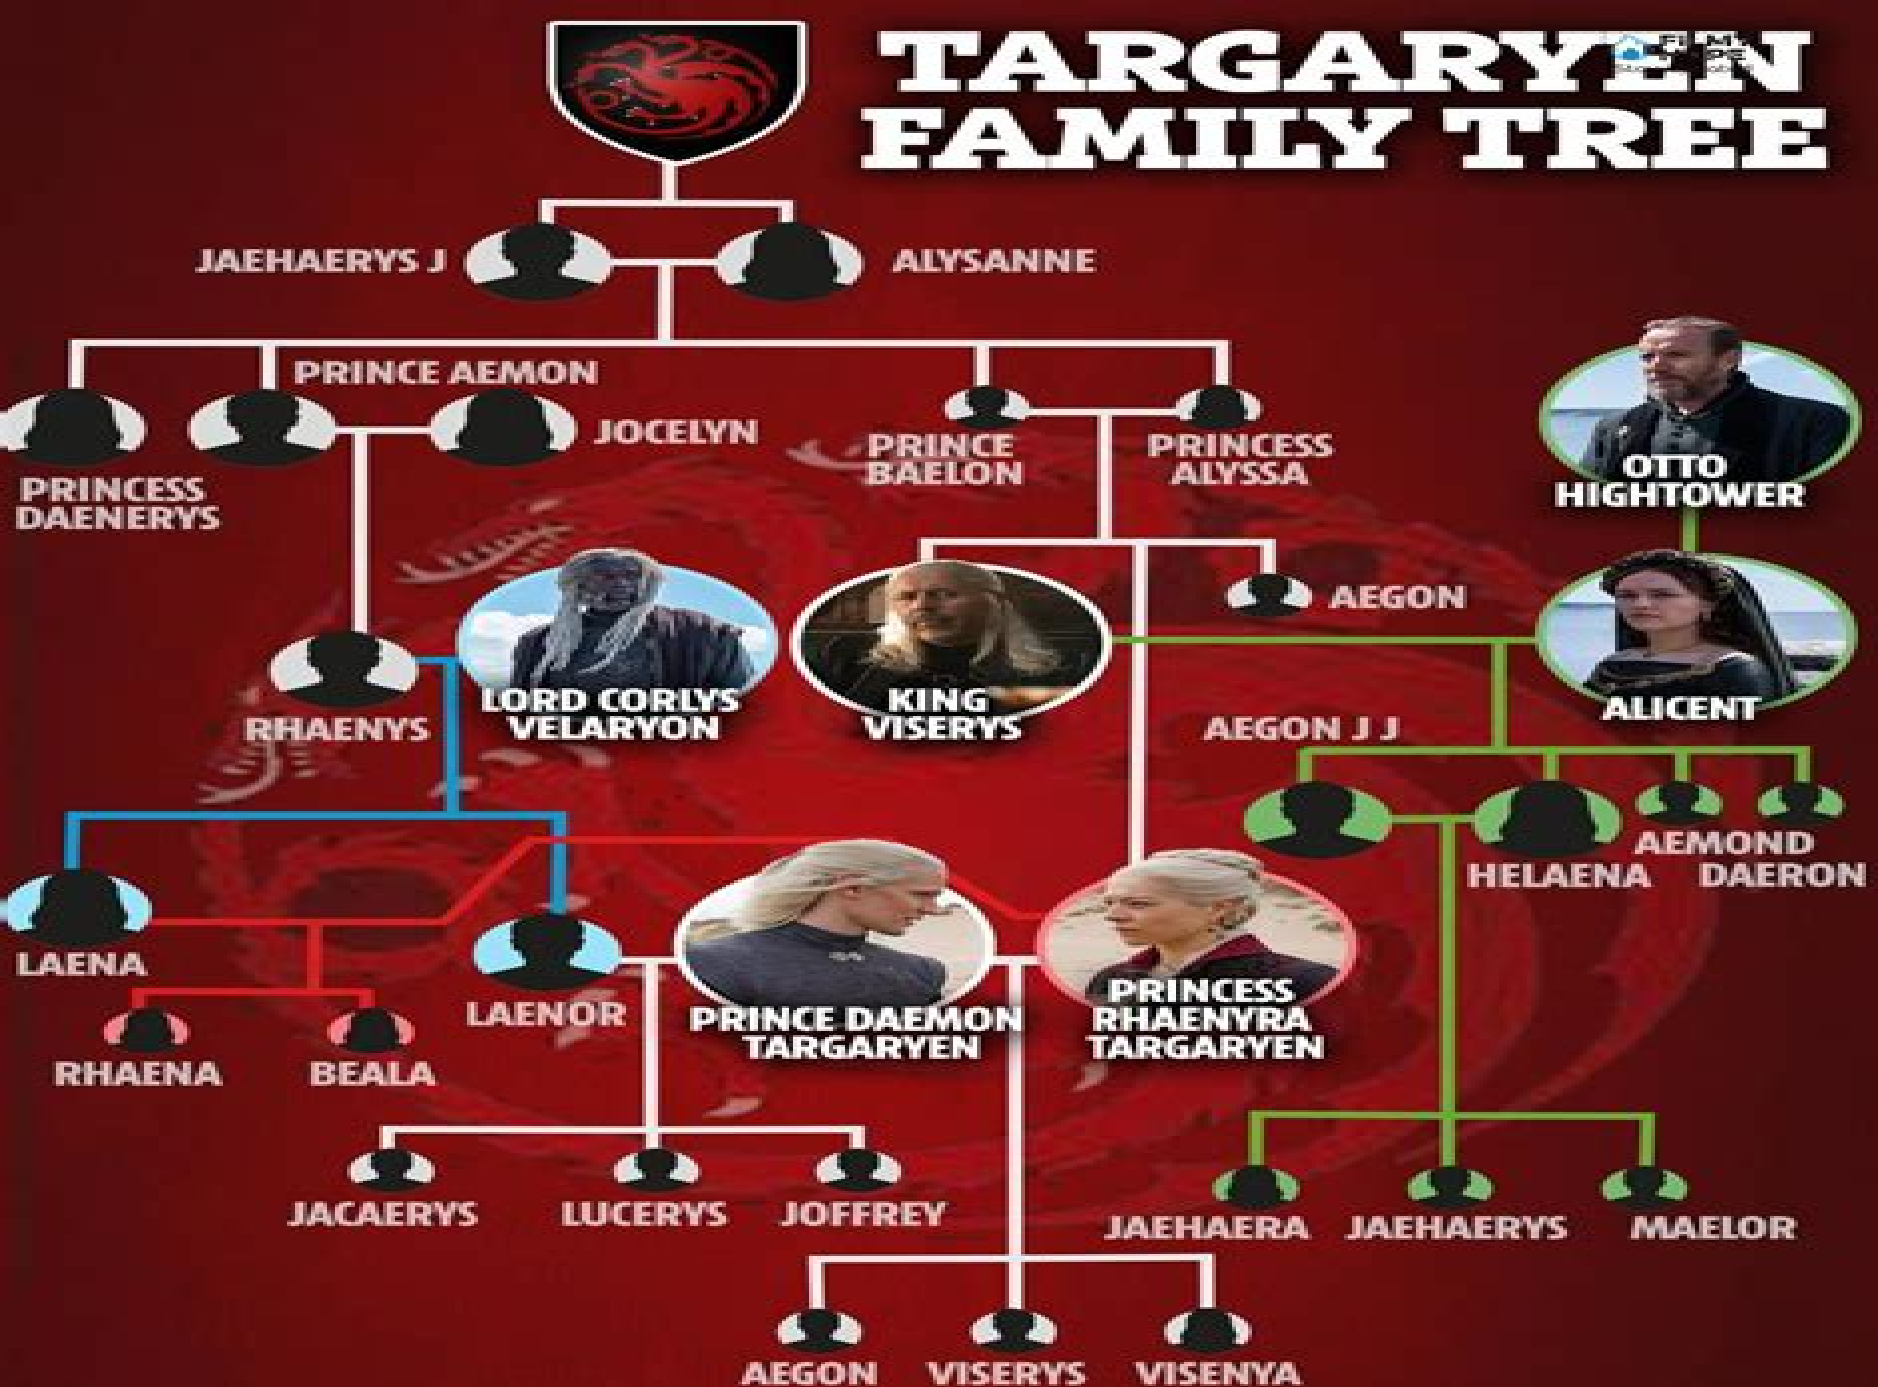 TARGARYEN
FAMILY TREE
JAEHAERYS J
ALYSANNE
PRINCE AEMON
JOCELYN
PRINCESS
DAENERYS
PRINCE
BAELON
PRINCESS
ALYSSA
OTTO
HIGHTOWER
AEGON
RHAENYS
LORD CORLYS
VELARYON
KING
VISERYS
ALICENT
AEGON J J
HELAENA
AEMOND
DAERON
LAENA
LAENOR
PRINCE DAEMON
TARGARYEN
PRINCESS
RHAENYRA
TARGARYEN
RHAENA
BEALA
JACAERYS
LUCERYS
JOFFREY
JAEHAERA
JAEHAERYS
MAELOR
AEGON
VISERYS
VISENYA